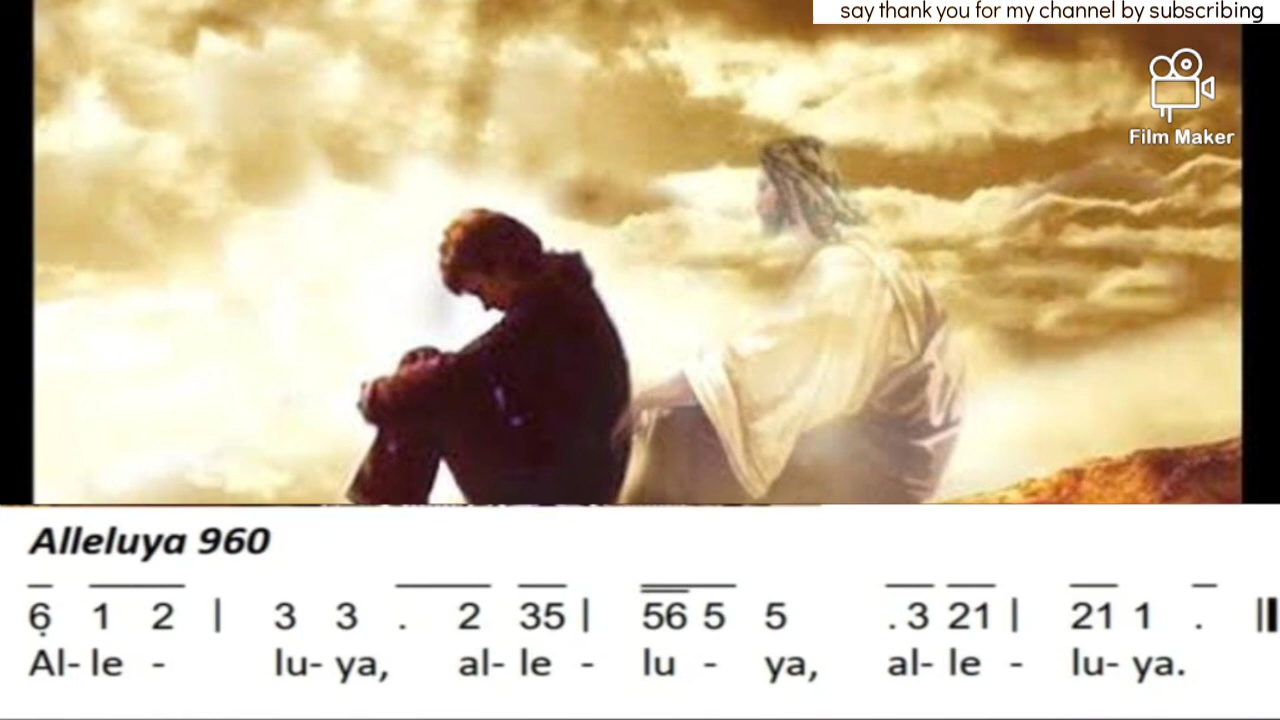 say thank you for my channel by subscribing
Film Maker
Alleluya 960
6̣ 1 2 | 3 3 . 2 35 | 56 5 5 . 3 21 | 21 1 . ||
Al- le - lu- ya, al- le - lu - ya, al- le - lu- ya.